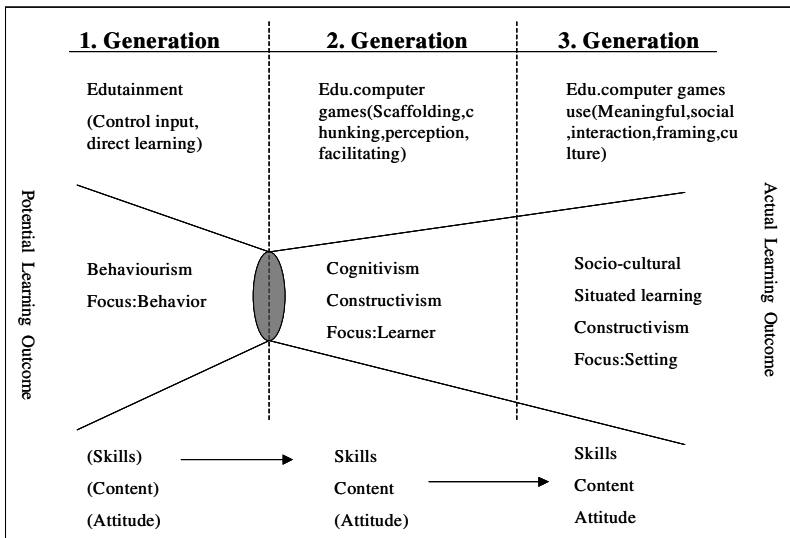 1. Generation
2. Generation
3. Generation
Edutainment
(Control input,
direct learning)
Edu.computer
games(Scaffolding,c
hunking,perception,
facilitating)
Edu.computer games
use(Meaningful,social
,interaction,framing,cu
lture)
Potential Learning Outcome
Behaviourism
Focus:Behavior
Cognitivism
Constructivism
Focus:Learner
Socio-cultural
Situated learning
Constructivism
Focus:Setting
Actual Learning Outcome
(Skills)
(Content)
(Attitude)
Skills
Content
(Attitude)
Skills
Content
Attitude